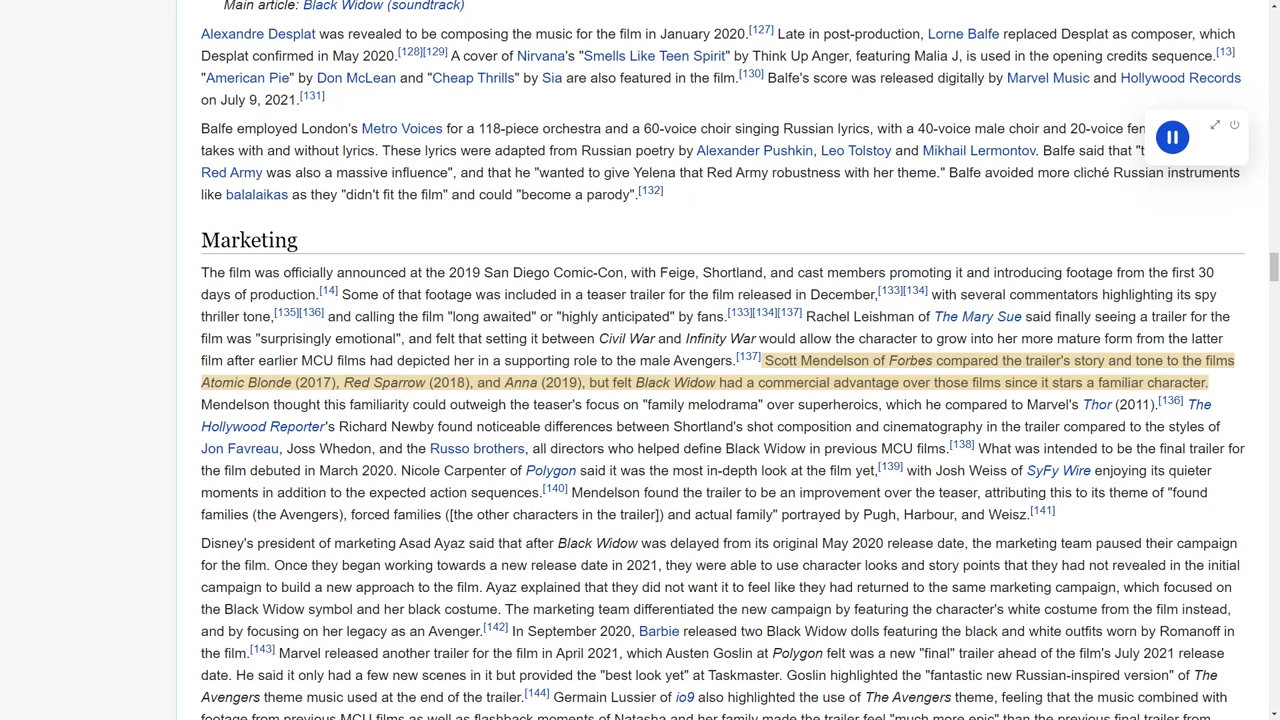 Main article: Black Widow (soundtrack)
Alexandre Desplat was revealed to be composing the music for the film in January 2020.[127] Late in post-production, Lorne Balfe replaced Desplat as composer, which
Desplat confirmed in May 2020.[128][129] A cover of Nirvana's "Smells Like Teen Spirit" by Think Up Anger, featuring Malia J, is used in the opening credits sequence.[13]
"American Pie" by Don McLean and "Cheap Thrills" by Sia are also featured in the film.[130] Balfe's score was released digitally by Marvel Music and Hollywood Records
on July 9, 2021.[131]
Balfe employed London's Metro Voices for a 118-piece orchestra and a 60-voice choir singing Russian lyrics, with a 40-voice male choir and 20-voice
takes with and without lyrics. These lyrics were adapted from Russian poetry by Alexander Pushkin, Leo Tolstoy and Mikhail Lermontov. Balfe said that
Red Army was also a massive influence", and that he "wanted to give Yelena that Red Army robustness with her theme." Balfe avoided more cliché Russian instruments
like balalaikas as they "didn't fit the film" and could "become a parody".[132]
Marketing
The film was officially announced at the 2019 San Diego Comic-Con, with Feige, Shortland, and cast members promoting it and introducing footage from the first 30
days of production.[14] Some of that footage was included in a teaser trailer for the film released in December,[133][134] with several commentators highlighting its spy
thriller tone,[135][136] and calling the film "long awaited" or "highly anticipated" by fans.[133][134][137] Rachel Leishman of The Mary Sue said finally seeing a trailer for the
film was "surprisingly emotional", and felt that setting it between Civil War and Infinity War would allow the character to grow into her more mature form from the latter
film after earlier MCU films had depicted her in a supporting role to the male Avengers.[137] Scott Mendelson of Forbes compared the trailer's story and tone to the films
Atomic Blonde (2017), Red Sparrow (2018), and Anna (2019), but felt Black Widow had a commercial advantage over those films since it stars a familiar character.
Mendelson thought this familiarity could outweigh the teaser's focus on "family melodrama" over superheroics, which he compared to Marvel's Thor (2011).[136] The
Hollywood Reporter's Richard Newby found noticeable differences between Shortland's shot composition and cinematography in the trailer compared to the styles of
Jon Favreau, Joss Whedon, and the Russo brothers, all directors who helped define Black Widow in previous MCU films.[138] What was intended to be the final trailer for
the film debuted in March 2020. Nicole Carpenter of Polygon said it was the most in-depth look at the film yet,[139] with Josh Weiss of SyFy Wire enjoying its quieter
moments in addition to the expected action sequences.[140] Mendelson found the trailer to be an improvement over the teaser, attributing this to its theme of "found
families (the Avengers), forced families ([the other characters in the trailer]) and actual family" portrayed by Pugh, Harbour, and Weisz.[141]
Disney's president of marketing Asad Ayaz said that after Black Widow was delayed from its original May 2020 release date, the marketing team paused their campaign
for the film. Once they began working towards a new release date in 2021, they were able to use character looks and story points that they had not revealed in the initial
campaign to build a new approach to the film. Ayaz explained that they did not want it to feel like they had returned to the same marketing campaign, which focused on
the Black Widow symbol and her black costume. The marketing team differentiated the new campaign by featuring the character's white costume from the film instead,
and by focusing on her legacy as an Avenger.[142] In September 2020, Barbie released two Black Widow dolls featuring the black and white outfits worn by Romanoff in
the film.[143] Marvel released another trailer for the film in April 2021, which Austen Goslin at Polygon felt was a new "final" trailer ahead of the film's July 2021 release
date. He said it only had a few new scenes in it but provided the "best look yet" at Taskmaster. Goslin highlighted the "fantastic new Russian-inspired version" of The
Avengers theme music used at the end of the trailer.[144] Germain Lussier of io9 also highlighted the use of The Avengers theme, feeling that the music combined with
footage from previous MCU films as well as flashback moments of Natasha and her family made the trailer feel "much more epic" than the previous final trailer from